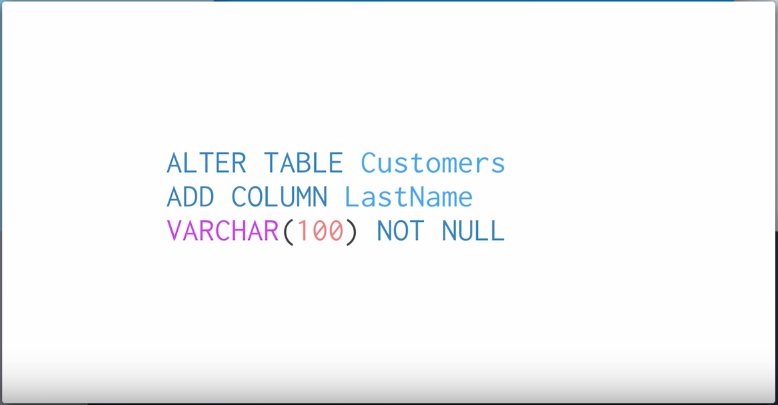 ALTER TABLE Customers
ADD COLUMN LastName
VARCHAR(100) NOT NULL